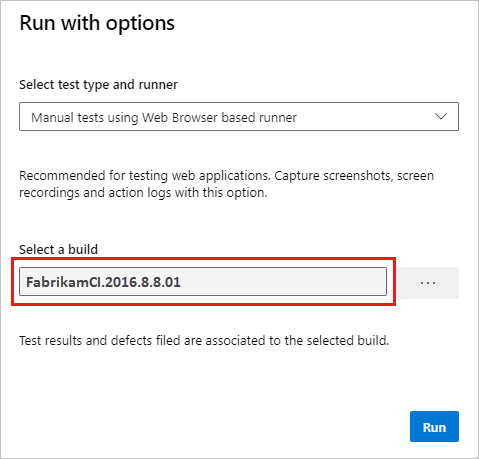 Run with options
Select test type and runner
Manual tests using Web Browser based runner
Recommended for testing web applications. Capture screenshots, screen
recordings and action logs with this option.
Select a build
FabrikamCI.2016.8.8.01
...
Test results and defects filed are associated to the selected build.
Run